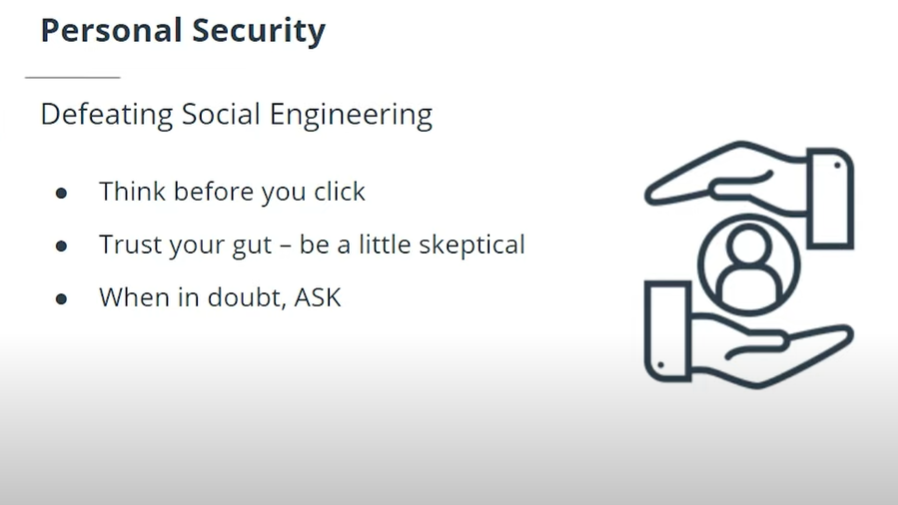 Personal Security
Defeating Social Engineering
● Think before you click
● Trust your gut – be a little skeptical
● When in doubt, ASK